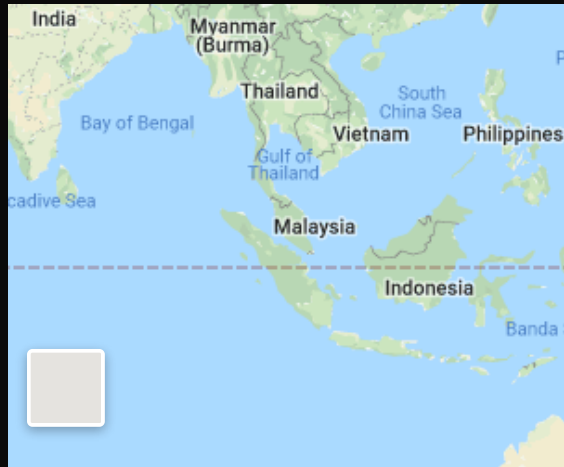 India
Myanmar
(Burma)
Thailand
South
China Sea
Bay of Bengal
Vietnam
Philippines
Gulf of
Thailand
cadive Sea
Malaysia
Indonesia
Banda